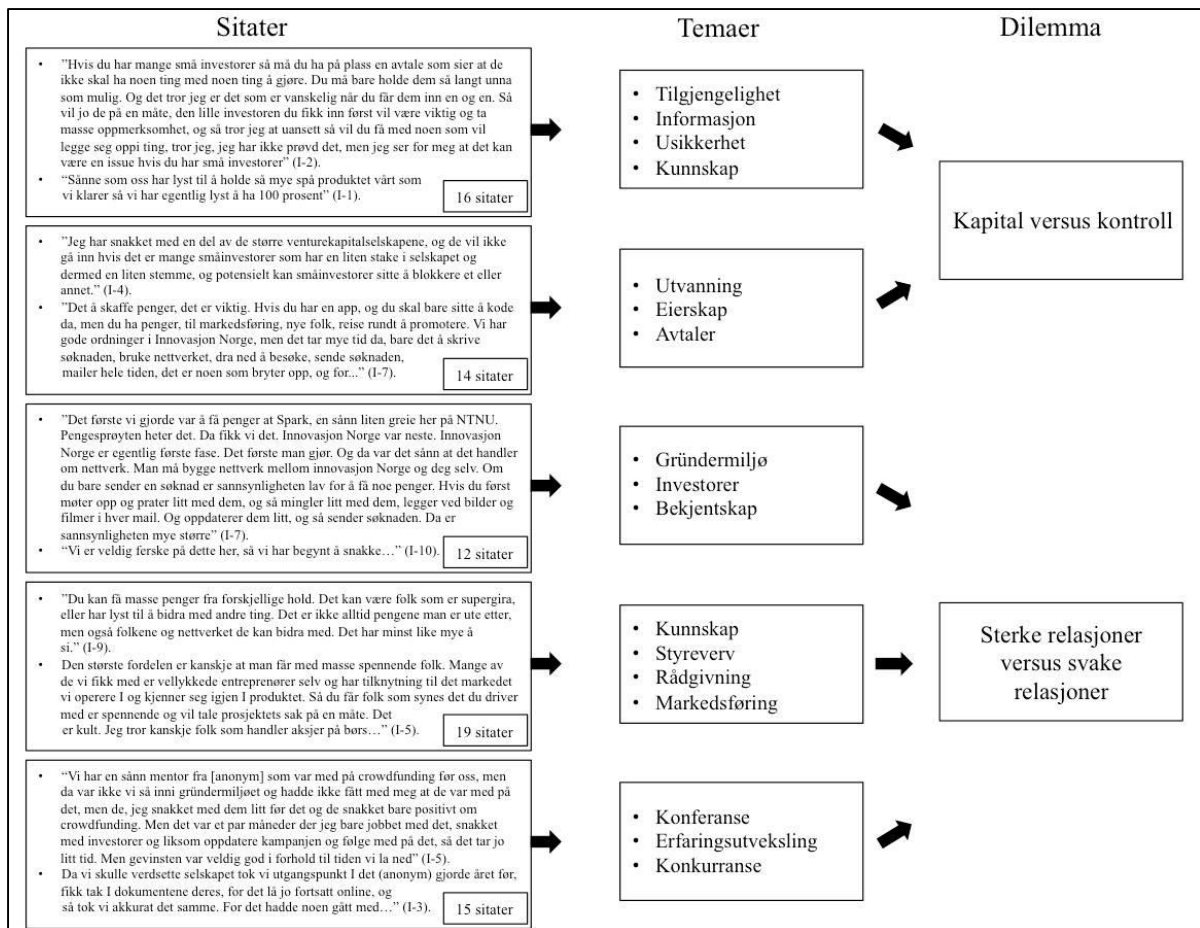 Sitater
Temaer
Dilemma
• ”Hvis du har mange små investorer så må du ha på plass en avtale som sier at de
ikke skal ha noen ting med noen ting å gjøre. Du må bare holde dem så langt unna
som mulig. Og det tror jeg er det som er vanskelig når du får dem inn en og en. Så
vil jo de på en måte, den lille investoren du fikk inn først vil være viktig og ta
masse oppmerksomhet, og så tror jeg at uansett så vil du få med noen som vil
legge seg oppi ting, tror jeg, jeg har ikke prøvd det, men jeg ser for meg at det kan
være en issue hvis du har små investorer” (I-2).
• “Sånne som oss har lyst til å holde så mye spå produktet vårt som
vi klarer så vi har egentlig lyst å ha 100 prosent” (I-1).
16 sitater
• Tilgjengelighet
• Informasjon
• Usikkerhet
• Kunnskap
Kapital versus kontroll
• ”Jeg har snakket med en del av de større venturekapitalselskapene, og de vil ikke
gå inn hvis det er mange småinvestorer som har en liten stake i selskapet og
dermed en liten stemme, og potensielt kan småinvestorer sitte å blokkere et eller
annet.” (I-4).
• ”Det å skaffe penger, det er viktig. Hvis du har en app, og du skal bare sitte å kode
da, men du ha penger, til markedsføring, nye folk, reise rundt å promotere. Vi har
gode ordninger i Innovasjon Norge, men det tar mye tid da, bare det å skrive
søknaden, bruke nettverket, dra ned å besøke, sende søknaden,
mailer hele tiden, det er noen som bryter opp, og for...” (I-7).
14 sitater
• Utvanning
• Eierskap
• Avtaler
• ”Det første vi gjorde var å få penger at Spark, en sånn liten greie her på NTNU.
Pengesprøyten heter det. Da fikk vi det. Innovasjon Norge var neste. Innovasjon
Norge er egentlig første fase. Det første man gjør. Og da var det sånn at det handler
om nettverk. Man må bygge nettverk mellom innovasjon Norge og deg selv. Om
du bare sender en søknad er sannsynligheten lav for å få noe penger. Hvis du først
møter opp og prater litt med dem, og så mingler litt med dem, legger ved bilder og
filmer i hver mail. Og oppdaterer dem litt, og så sender søknaden. Da er
sannsynligheten mye større” (I-7)
• “Vi er veldig ferske på dette her, så vi har begynt å snakke…” (I-10).
12 sitater
• Gründermiljø
• Investorer
• Bekjentskap
• ”Du kan få masse penger fra forskjellige hold. Det kan være folk som er supergira,
eller har lyst til å bidra med andre ting. Det er ikke alltid pengene man er ute etter,
men også folkene og nettverket de kan bidra med. Det har minst like mye å
si.” (I-9).
• Den største fordelen er kanskje at man får med masse spennende folk. Mange av
de vi fikk med er vellykkede entreprenører selv og har tilknytning til det markedet
vi operere I og kjenner seg igjen I produktet. Så du får folk som synes det du driver
med er spennende og vil tale prosjektets sak på en måte. Det
er kult. Jeg tror kanskje folk som handler aksjer på børs…” (I-5).
19 sitater
• Kunnskap
• Styreverv
• Rådgivning
• Markedsføring
Sterke relasjoner
versus svake
relasjoner
• “Vi har en sånn mentor fra [anonym] som var med på crowdfunding før oss, men
da var ikke vi så inni gründermiljøet og hadde ikke fått med meg at de var med på
det, men de, jeg snakket med dem litt før det og de snakket bare positivt om
crowdfunding. Men det var et par måneder der jeg bare jobbet med det, snakket
med investorer og liksom oppdatere kampanjen og følge med på det, så det tar jo
litt tid. Men gevinsten var veldig god i forhold til tiden vi la ned” (I-5).
• Da vi skulle verdsette selskapet tok vi utgangspunkt I det (anonym) gjorde året før,
fikk tak I dokumentene deres, for det lå jo fortsatt online, og
så tok vi akkurat det samme. For det hadde noen gått med…” (I-3).
15 sitater
• Konferanse
• Erfaringsutveksling
• Konkurranse